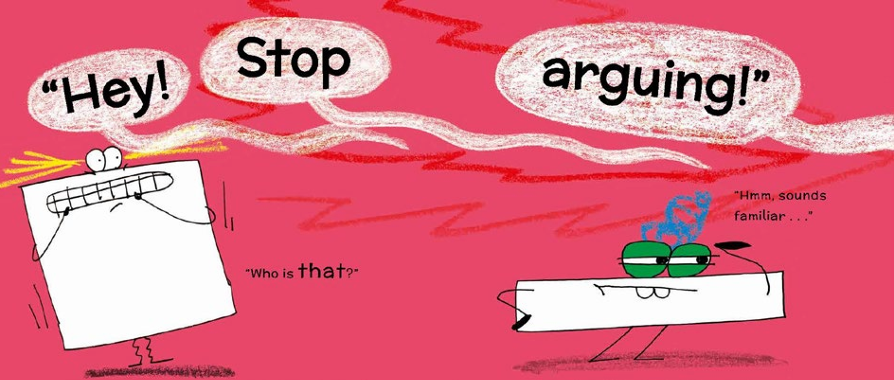 “Hey!
Stop
arguing!”
“Hmm, sounds
familiar . . .”
“Who is that?”